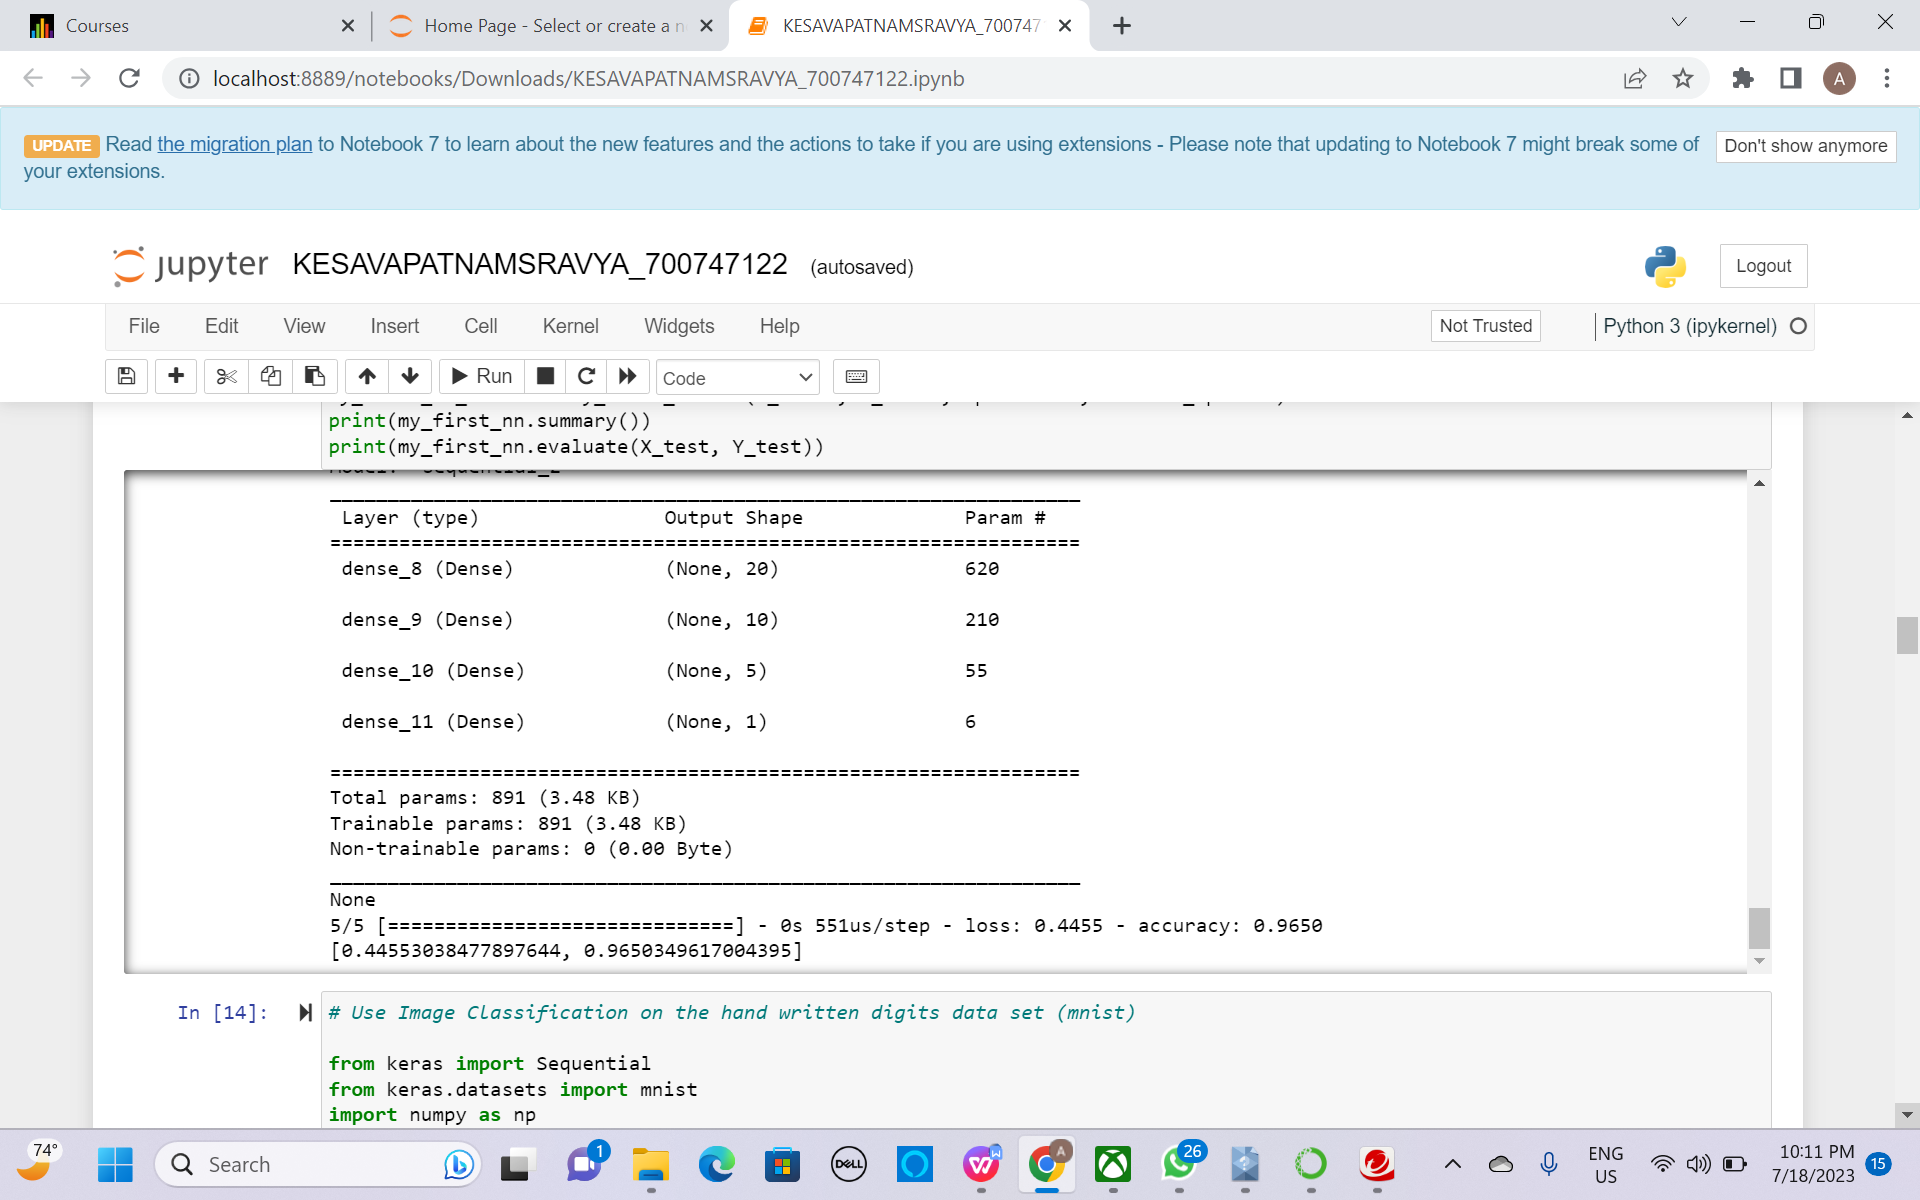 Courses
Home Page - Select or create a n
KESAVAPATNAMSRAVYA_700747
localhost:8889/notebooks/Downloads/KESAVAPATNAMSRAVYA_700747122.ipynb
A
UPDATE Read the migration plan to Notebook 7 to learn about the new features and the actions to take if you are using extensions - Please note that updating to Notebook 7 might break some of
your extensions.
Don't show anymore
jupyter KESAVAPATNAMSRAVYA_700747122 (autosaved)
Logout
File Edit View Insert Cell Kernel Widgets Help
Not Trusted
Python 3 (ipykernel)
Run
Code
print(my_first_nn.summary())
print(my_first_nn.evaluate(X_test, Y_test))
_________________________________________________________________
Layer (type) Output Shape Param #
=================================================================
dense_8 (Dense) (None, 20) 620
dense_9 (Dense) (None, 10) 210
dense_10 (Dense) (None, 5) 55
dense_11 (Dense) (None, 1) 6
=================================================================
Total params: 891 (3.48 KB)
Trainable params: 891 (3.48 KB)
Non-trainable params: 0 (0.00 Byte)
_________________________________________________________________
None
5/5 [==============================] - 0s 551us/step - loss: 0.4455 - accuracy: 0.9650
[0.44553038477897644, 0.9650349617004395]
In [14]:
# Use Image Classification on the hand written digits data set (mnist)
from keras import Sequential
from keras.datasets import mnist
import numpy as np
74°
Search
1
DELL
W
A
26
ENG
US
10:11 PM
7/18/2023
15